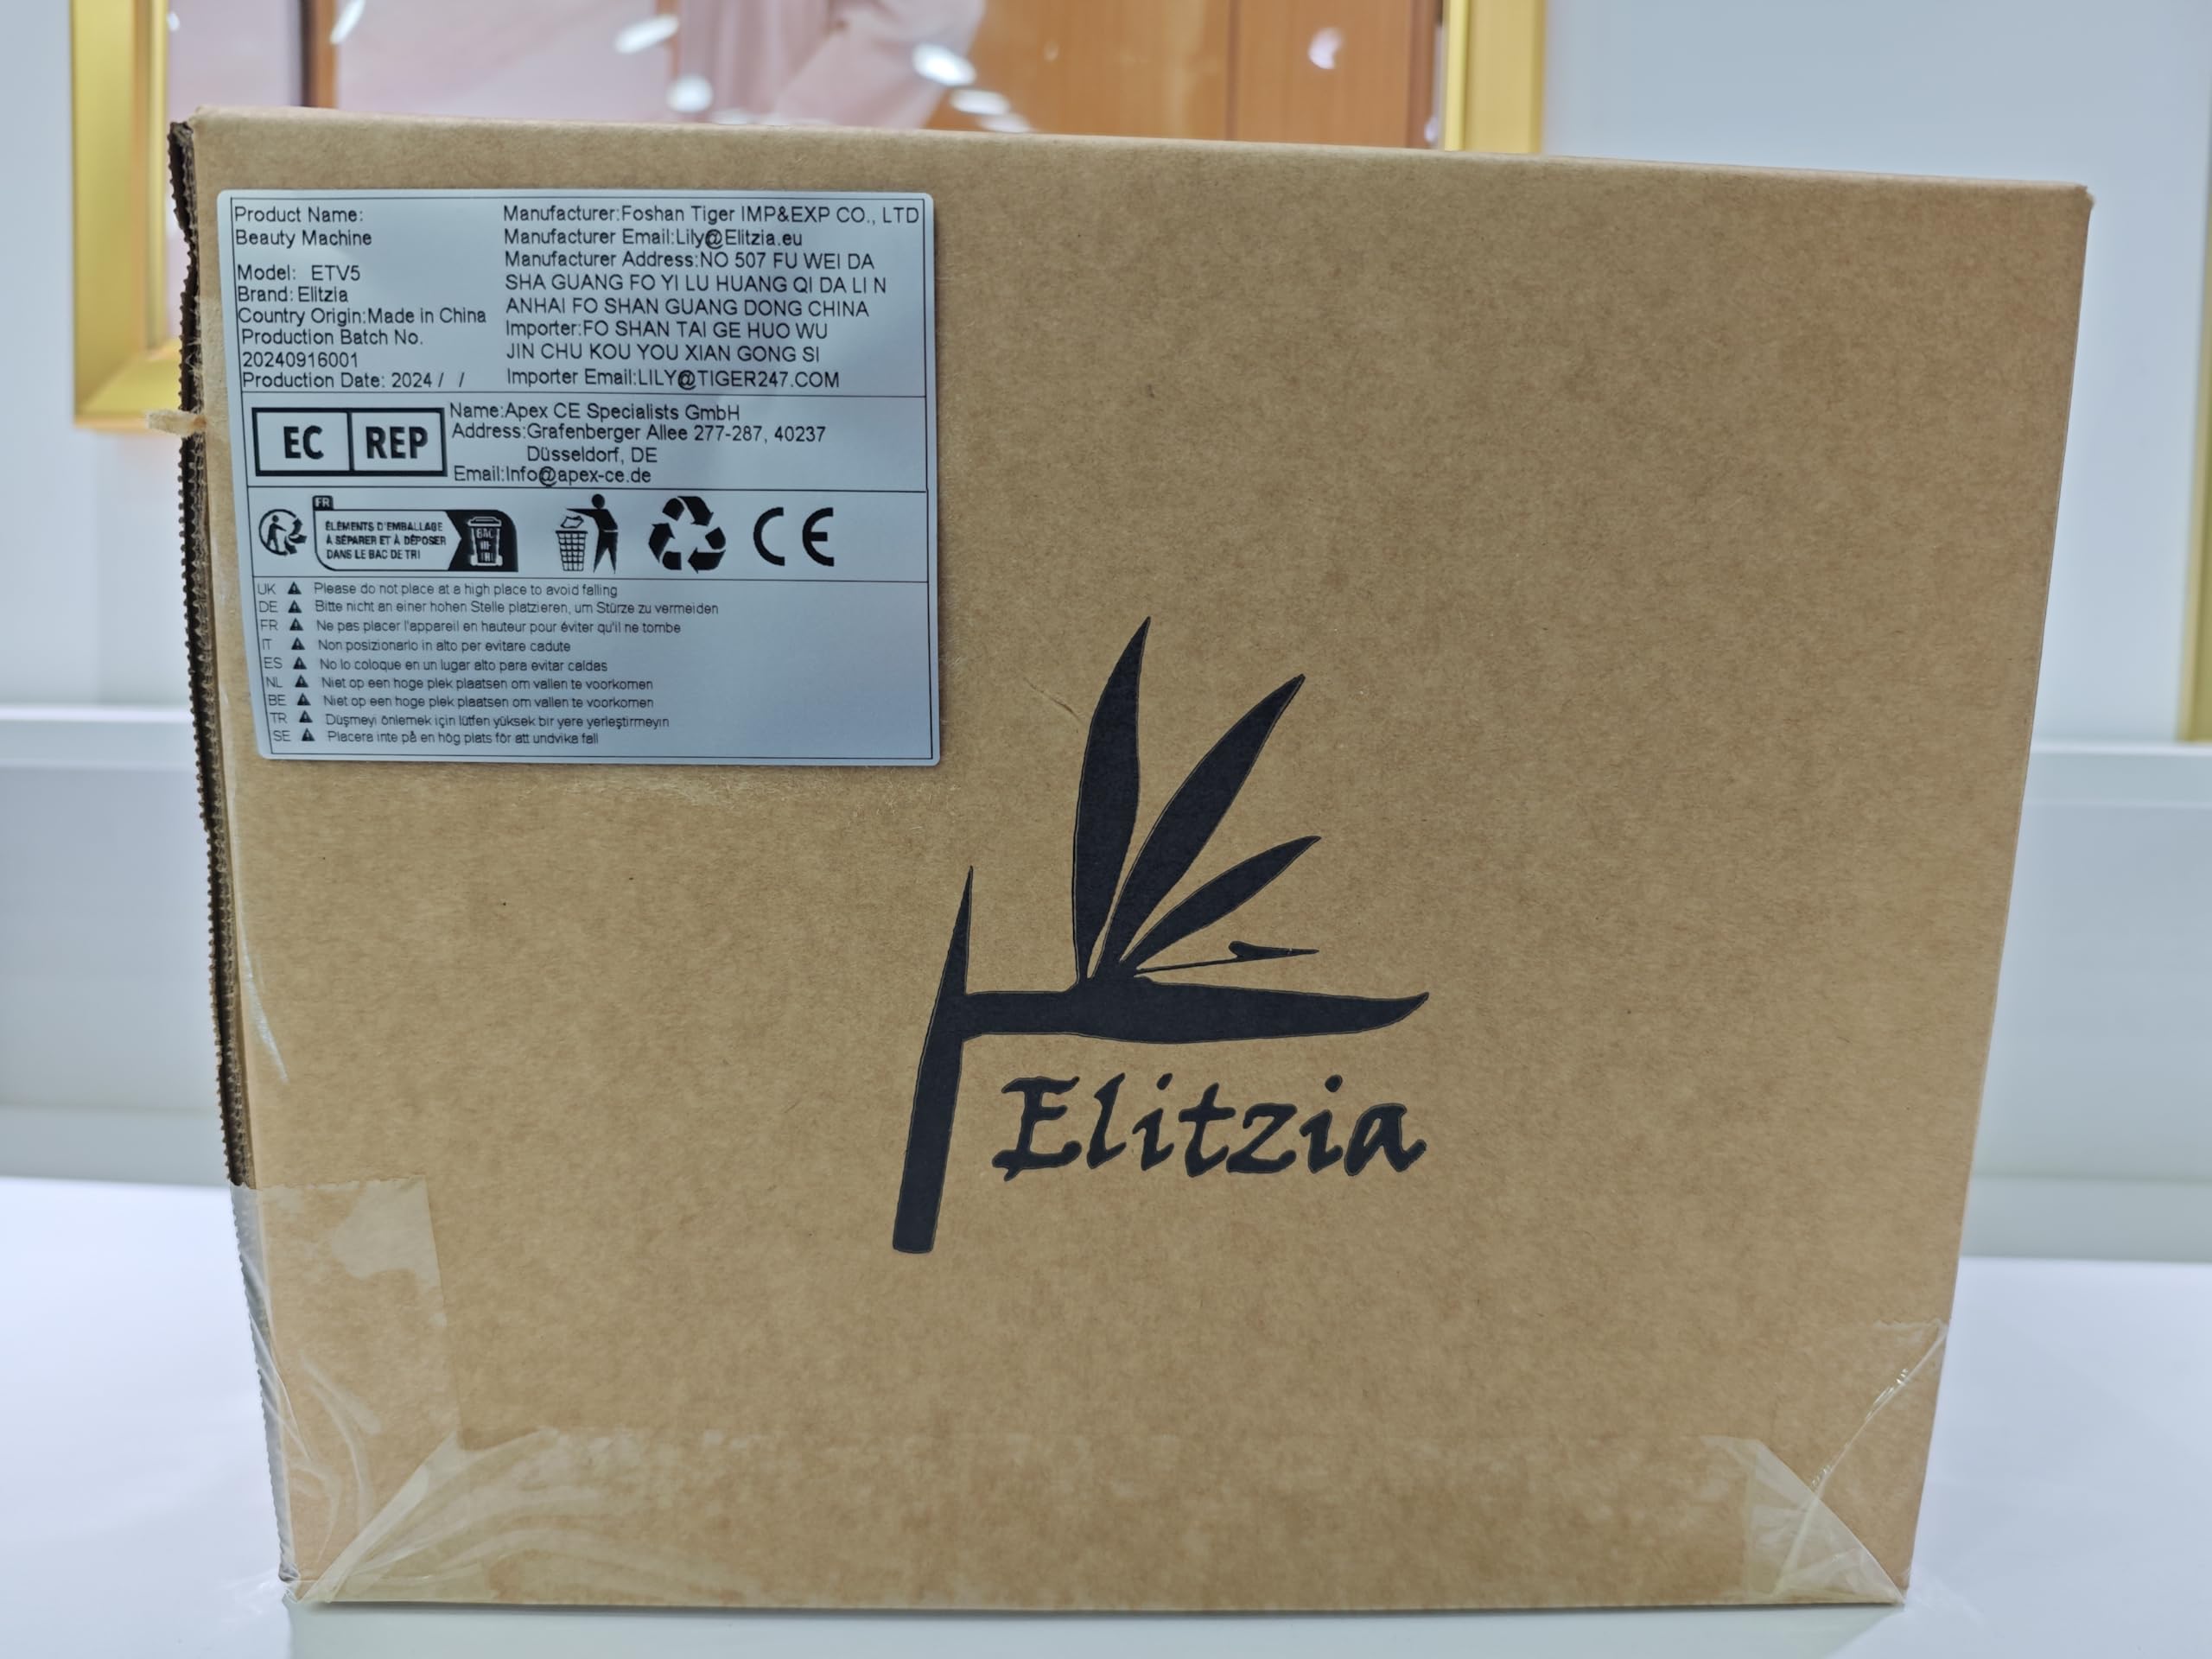 Product Name:
Beauty Machine
Model: ETV5
Brand: Elitzia
Country Origin:Made in China
Production Batch No.
20240916001
Production Date: 2024 / /
Manufacturer:Foshan Tiger IMP&EXP CO., LTD
Manufacturer Email:Lily@Elitzia.eu
Manufacturer Address:NO 507 FU WEI DA
SHA GUANG FO YI LU HUANG QI DA LI N
ANHAI FO SHAN GUANG DONG CHINA
Importer:FO SHAN TAI GE HUO WU
JIN CHU KOU YOU XIAN GONG SI
Importer Email:LILY@TIGER247.COM
EC REP
Name:Apex CE Specialists GmbH
Address:Grafenberger Allee 277-287, 40237
Düsseldorf, DE
Email:Info@apex-ce.de
FR
ÉLÉMENTS D'EMBALLAGE
À SÉPARER ET À DÉPOSER
DANS LE BAC DE TRI
BAC
DE
TRI
CE
UK Please do not place at a high place to avoid falling
DE Bitte nicht an einer hohen Stelle platzieren, um Stürze zu vermeiden
FR Ne pas placer l'appareil en hauteur pour éviter qu'il ne tombe
IT Non posizionarlo in alto per evitare cadute
ES No lo coloque en un lugar alto para evitar caídas
NL Niet op een hoge plek plaatsen om vallen te voorkomen
BE Niet op een hoge plek plaatsen om vallen te voorkomen
TR Düşmeyi önlemek için lütfen yüksek bir yere yerleştirmeyin
SE Placera inte på en hög plats för att undvika fall
Elitzia